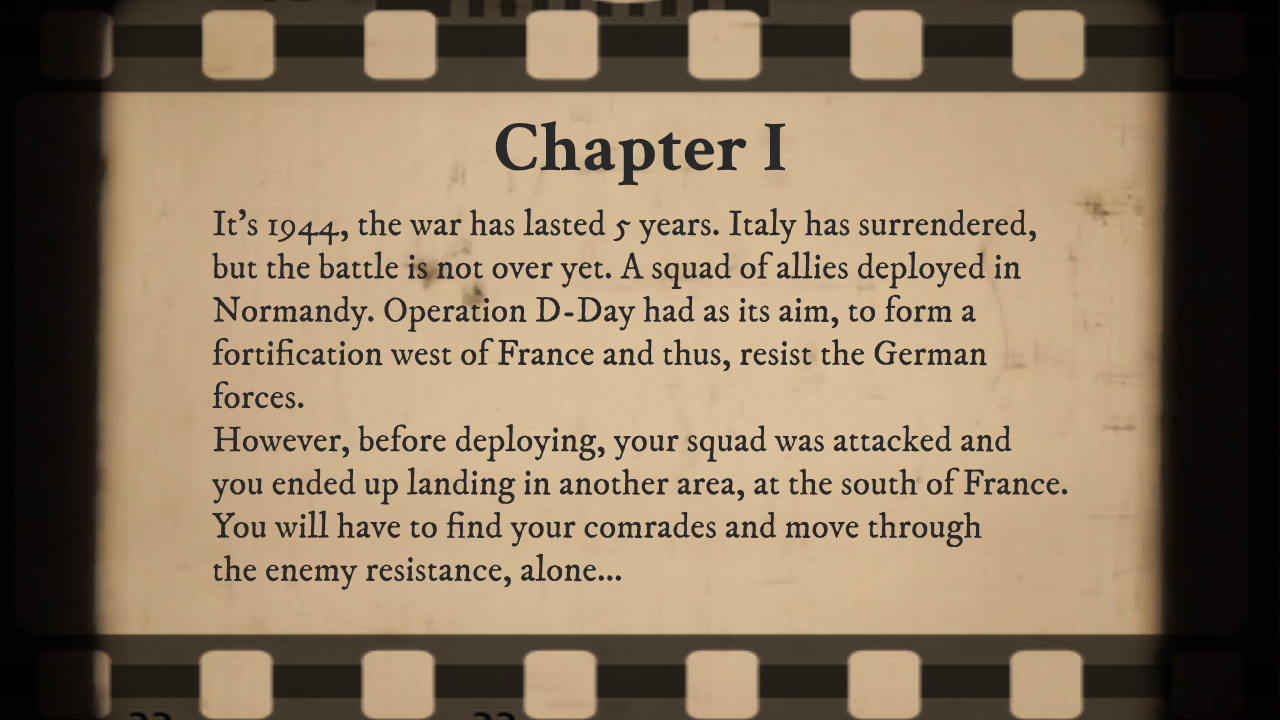 Chapter I
It's 1944, the war has lasted 5 years. Italy has surrendered,
but the battle is not over yet. A squad of allies deployed in
Normandy. Operation D-Day had as its aim, to form a
fortification west of France and thus, resist the German
forces.
However, before deploying, your squad was attacked and
you ended up landing in another area, at the south of France.
You will have to find your comrades and move through
the enemy resistance, alone...